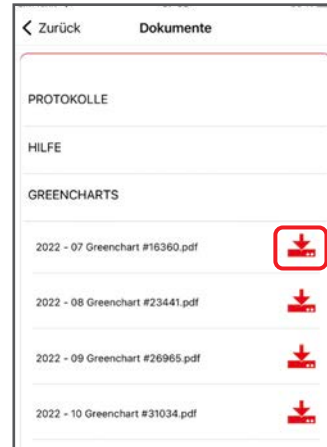 Zurück Dokumente
PROTOKOLLE
HILFE
GREENCHARTS
2022 - 07 Greenchart #16360.pdf
2022 - 08 Greenchart #23441.pdf
2022 - 09 Greenchart #26965.pdf
2022 - 10 Greenchart #31034.pdf